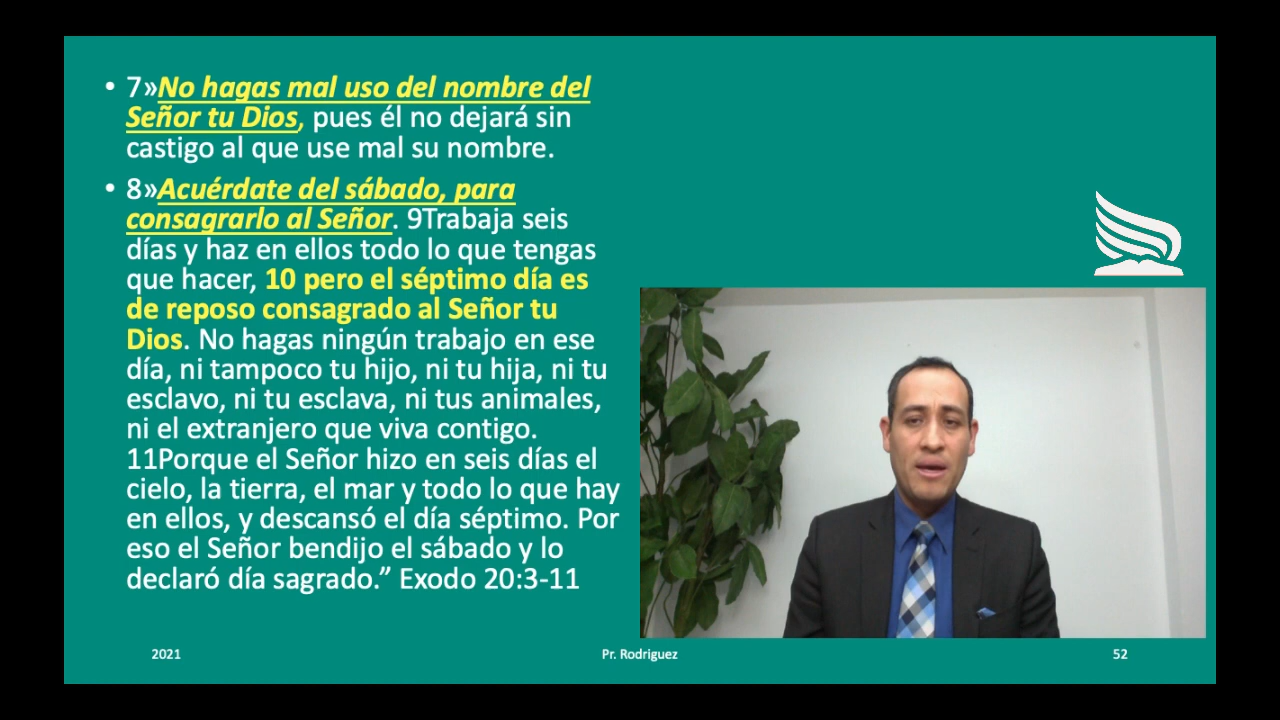 • 7»No hagas mal uso del nombre del
Señor tu Dios, pues él no dejará sin
castigo al que use mal su nombre.
• 8»Acuérdate del sábado, para
consagrarlo al Señor. 9Trabaja seis
días y haz en ellos todo lo que tengas
que hacer, 10 pero el séptimo día es
de reposo consagrado al Señor tu
Dios. No hagas ningún trabajo en ese
día, ni tampoco tu hijo, ni tu hija, ni tu
esclavo, ni tu esclava, ni tus animales,
ni el extranjero que viva contigo.
11Porque el Señor hizo en seis días el
cielo, la tierra, el mar y todo lo que hay
en ellos, y descansó el día séptimo. Por
eso el Señor bendijo el sábado y lo
declaró día sagrado.” Exodo 20:3-11
2021
Pr. Rodriguez
52